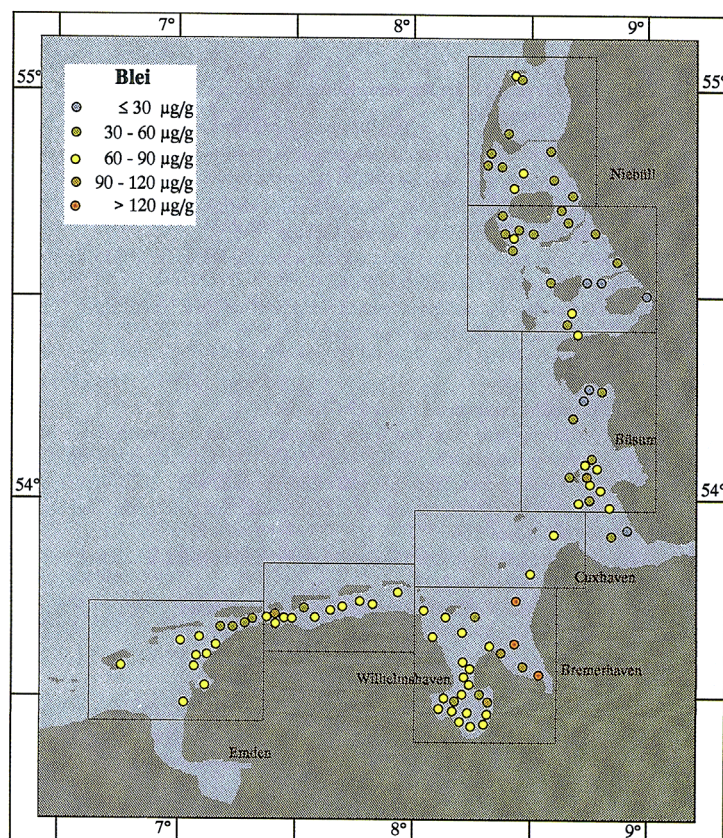 7° 8° 9°
55° 55°
Blei
≤ 30 µg/g
30 - 60 µg/g
60 - 90 µg/g
90 - 120 µg/g
> 120 µg/g
Niebüll
Büsum
54° 54°
Cuxhaven
Wilhelmshaven
Bremerhaven
Emden
7° 8° 9°